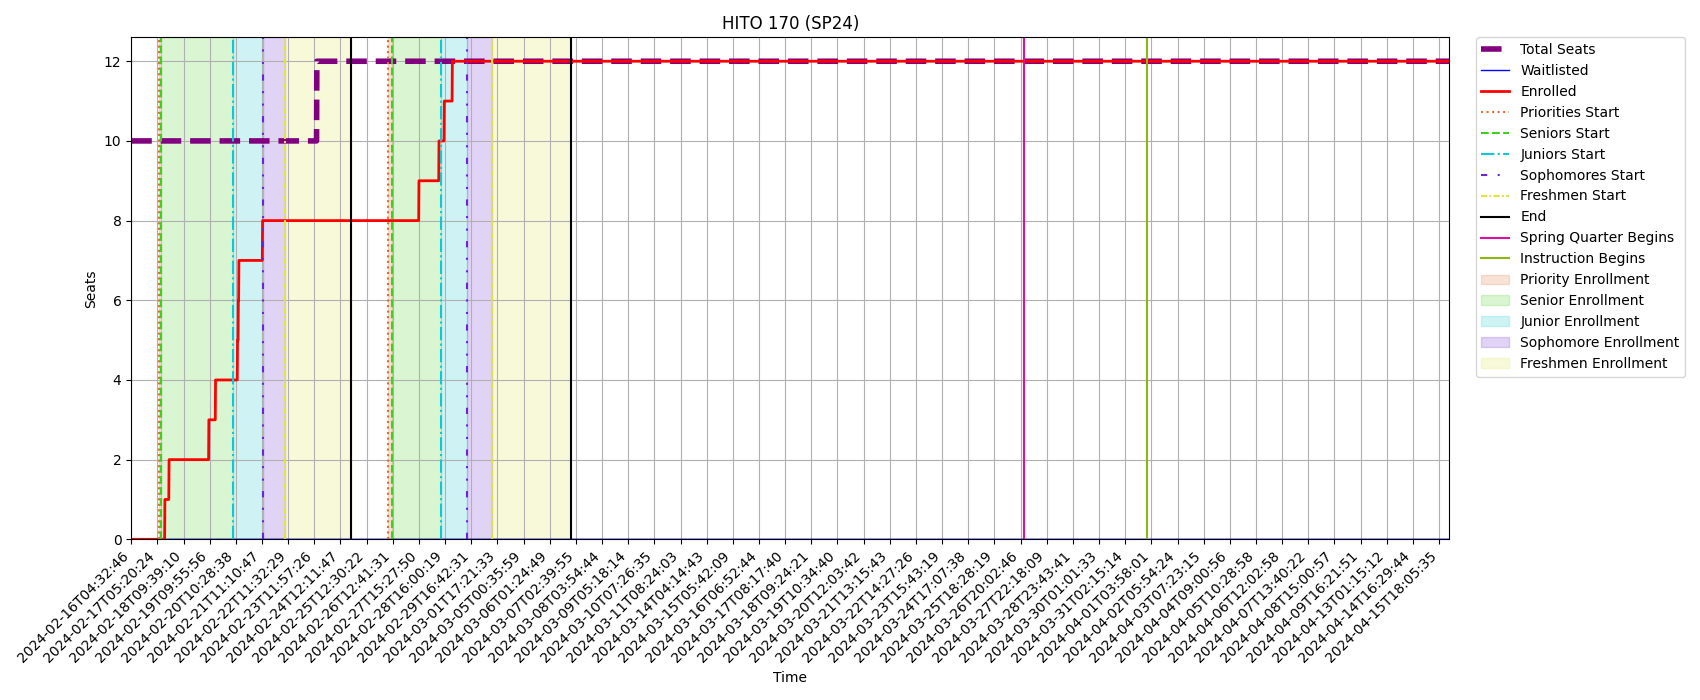 HITO 170 (SP24)
Seats
12
10
8
6
4
2
0
2024-02-16T04:32:46
2024-02-17T05:20:24
2024-02-18T09:39:10
2024-02-19T09:55:56
2024-02-20T10:28:38
2024-02-21T11:10:47
2024-02-22T11:32:29
2024-02-23T11:57:26
2024-02-24T12:11:47
2024-02-25T12:30:22
2024-02-26T12:41:31
2024-02-27T15:27:50
2024-02-28T16:00:19
2024-02-29T16:42:31
2024-03-01T17:21:33
2024-03-05T00:35:59
2024-03-06T01:24:49
2024-03-07T02:39:55
2024-03-08T03:54:44
2024-03-09T05:18:14
2024-03-10T07:26:35
2024-03-11T08:24:03
2024-03-14T04:14:43
2024-03-15T05:42:09
2024-03-16T06:52:44
2024-03-17T08:17:40
2024-03-18T09:24:21
2024-03-19T10:34:40
2024-03-20T12:03:42
2024-03-21T13:15:43
2024-03-22T14:27:26
2024-03-23T15:43:19
2024-03-24T17:07:38
2024-03-25T18:28:19
2024-03-26T20:02:46
2024-03-27T22:18:09
2024-03-28T23:43:41
2024-03-30T01:01:33
2024-03-31T02:15:14
2024-04-01T03:58:01
2024-04-02T05:54:24
2024-04-03T07:23:15
2024-04-04T09:00:56
2024-04-05T10:28:58
2024-04-06T12:02:58
2024-04-07T13:40:22
2024-04-08T15:00:57
2024-04-09T16:21:51
2024-04-13T15:15:12
2024-04-14T16:29:44
2024-04-15T18:05:35
Time
Total Seats
Waitlisted
Enrolled
Priorities Start
Seniors Start
Juniors Start
Sophomores Start
Freshmen Start
End
Spring Quarter Begins
Instruction Begins
Priority Enrollment
Senior Enrollment
Junior Enrollment
Sophomore Enrollment
Freshmen Enrollment